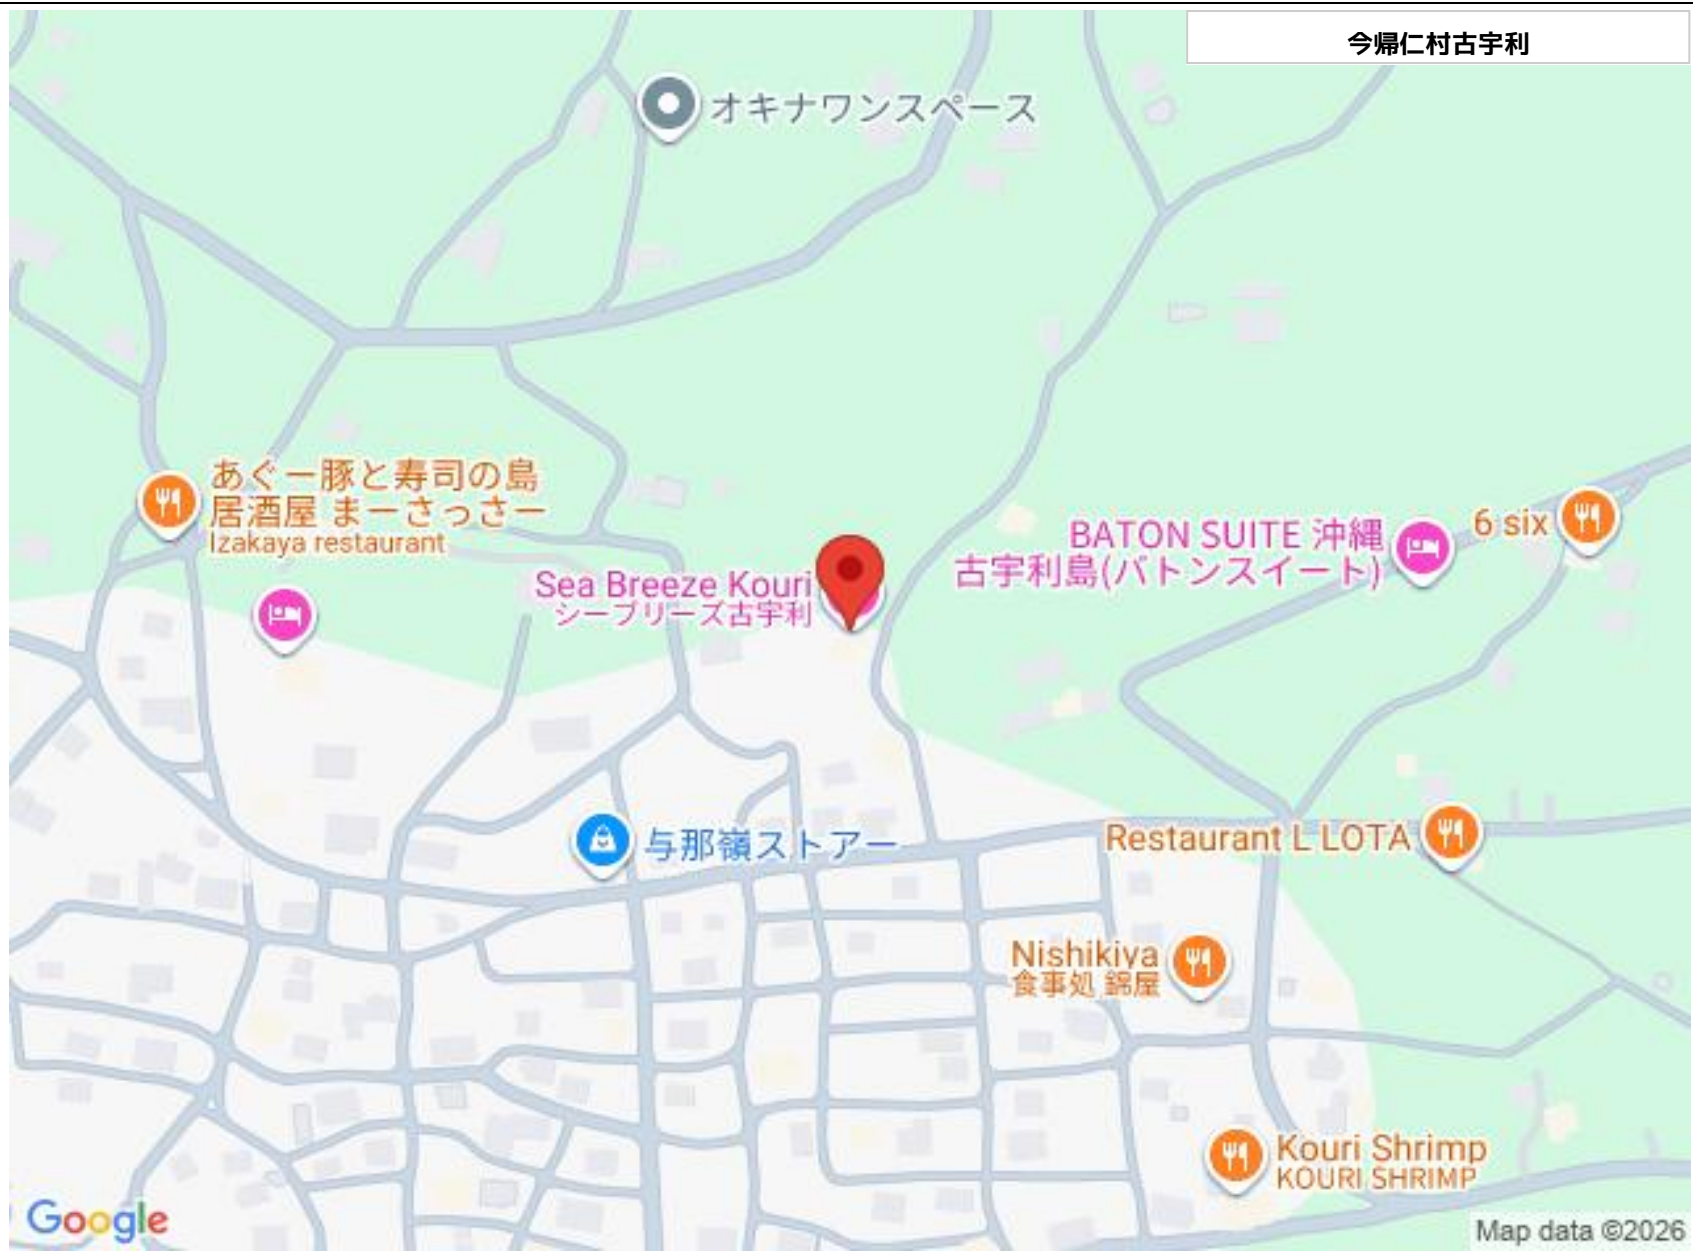 今帰仁村古宇利
オキナワンスペース
あぐー豚と寿司の島
居酒屋 まーさっさー
Izakaya restaurant
Sea Breeze Kouri
シーブリーズ古宇利
BATON SUITE 沖縄
古宇利島(バトンスイート)
6 six
与那嶺ストアー
Restaurant L LOTA
Nishikiya
食事処 錦屋
Kouri Shrimp
KOURI SHRIMP
Google
Map data ©2026